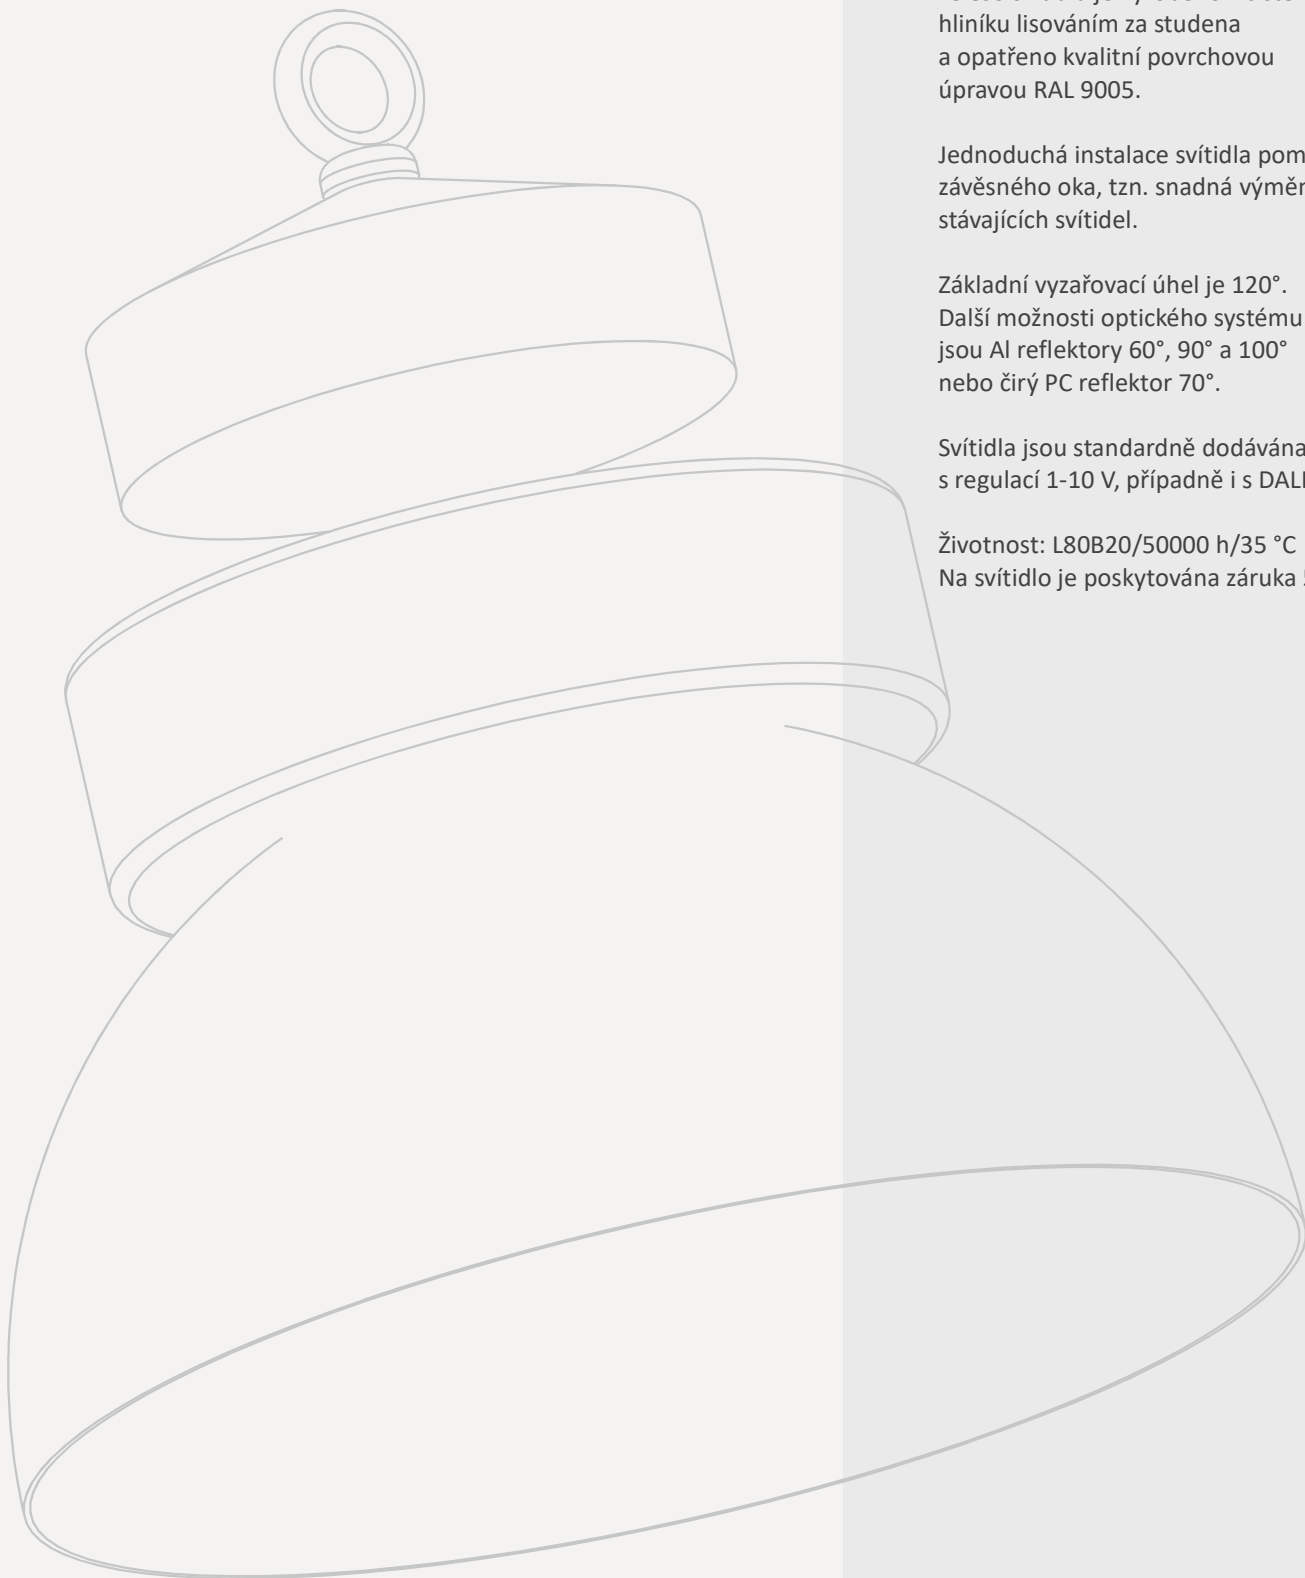 hliníku lisováním za studena
a opatřeno kvalitní povrchovou
úpravou RAL 9005.
Jednoduchá instalace svítidla pom
závěsného oka, tzn. snadná výměn
stávajících svítidel.
Základní vyzařovací úhel je 120°.
Další možnosti optického systému
jsou Al reflektory 60°, 90° a 100°
nebo čirý PC reflektor 70°.
Svítidla jsou standardně dodávána
s regulací 1-10 V, případně i s DALI
Životnost: L80B20/50000 h/35 °C
Na svítidlo je poskytována záruka